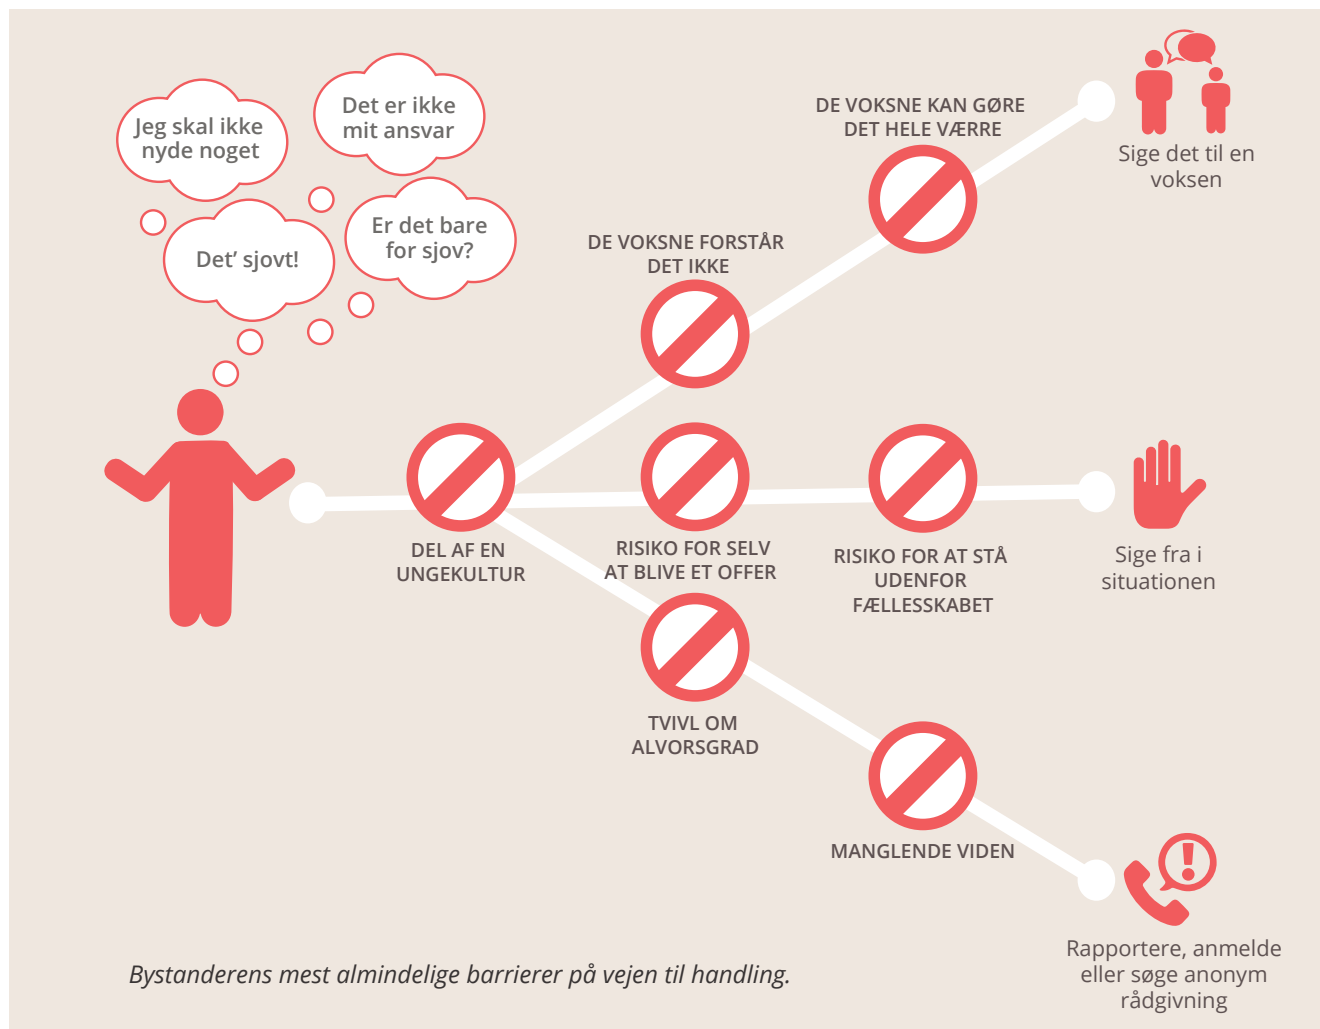 Jeg skal ikke
nyde noget
Det er ikke
mit ansvar
Det' sjovt!
Er det bare
for sjov?
DE VOKSNE KAN GØRE
DET HELE VÆRRE
Sige det til en
voksen
DE VOKSNE FORSTÅR
DET IKKE
DEL AF EN
UNGEKULTUR
RISIKO FOR SELV
AT BLIVE ET OFFER
RISIKO FOR AT STÅ
UDENFOR
FÆLLESSKABET
Sige fra i
situationen
TVIVL OM
ALVORSGRAD
MANGLENDE VIDEN
Rapportere, anmelde
eller søge anonym
rådgivning
Bystanderens mest almindelige barrierer på vejen til handling.